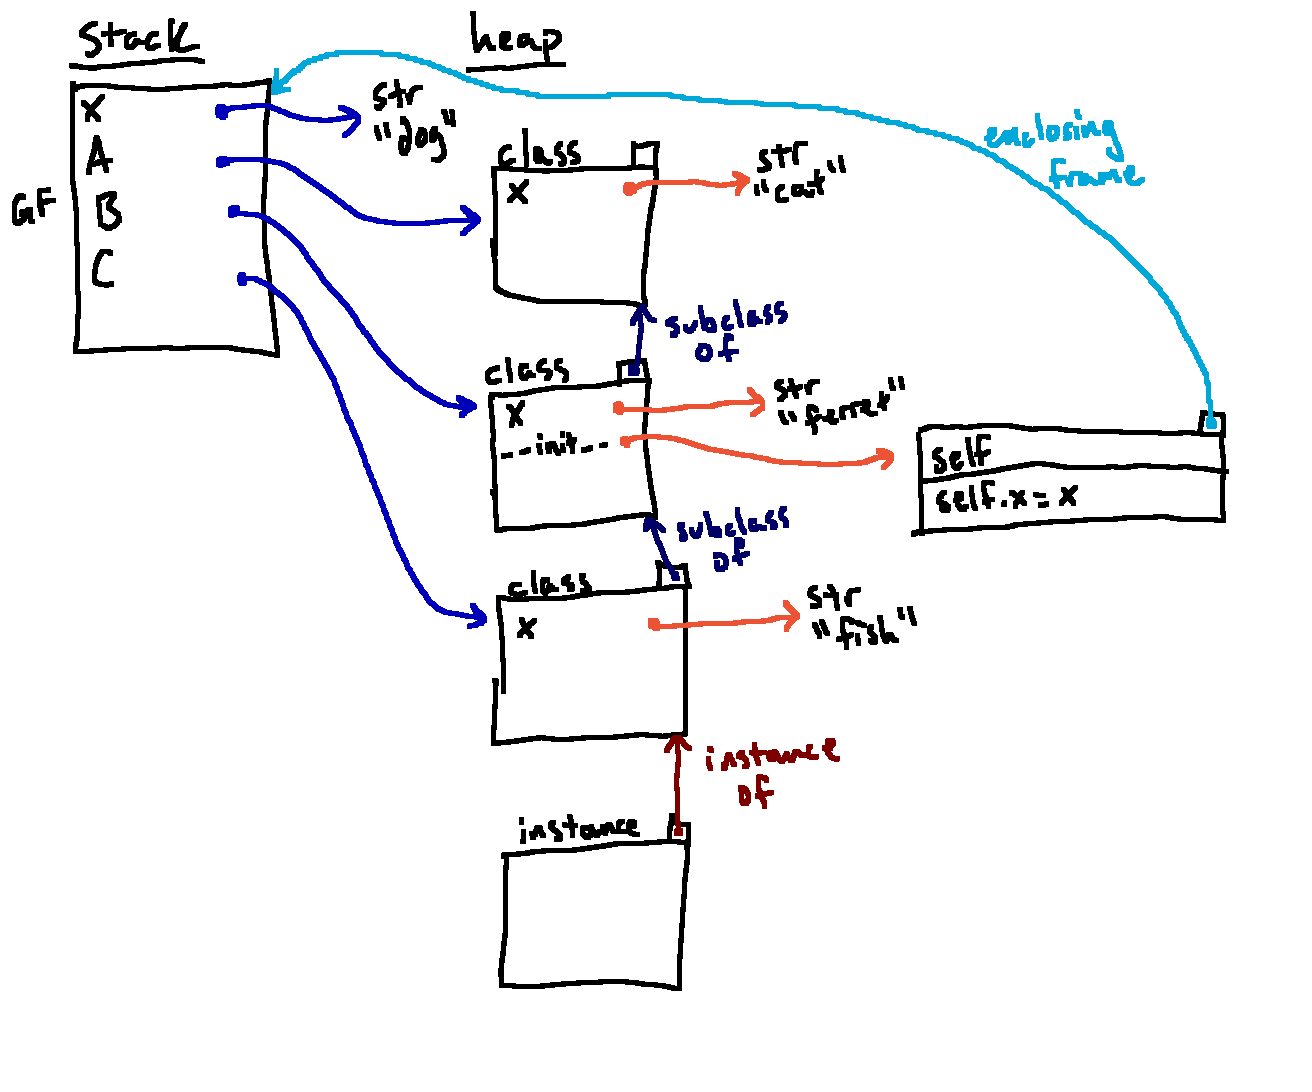 Stack
heap
GF
x
A
B
C
str
"dog"
class
x
str
"cat"
enclosing
frame
subclass
of
class
x
__init__
str
"ferret"
self
self.x = x
subclass
of
class
x
str
"fish"
instance
of
instance